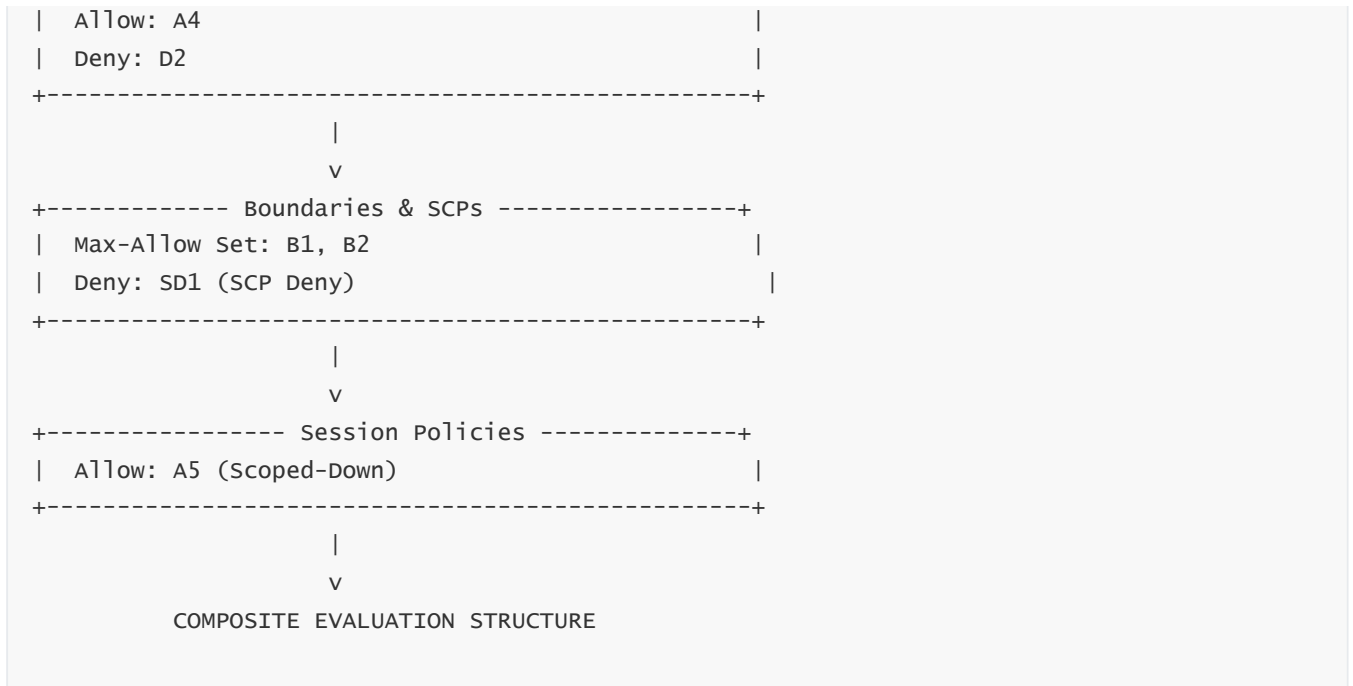 |  Allow: A4                                       |
|  Deny: D2                                        |
+--------------------------------------------------+
                     |
                     v
+------------- Boundaries & SCPs -----------------+
|  Max-Allow Set: B1, B2                           |
|  Deny: SD1 (SCP Deny)                             |
+--------------------------------------------------+
                     |
                     v
+---------------- Session Policies --------------+
|  Allow: A5 (Scoped-Down)                         |
+--------------------------------------------------+
                     |
                     v
          COMPOSITE EVALUATION STRUCTURE